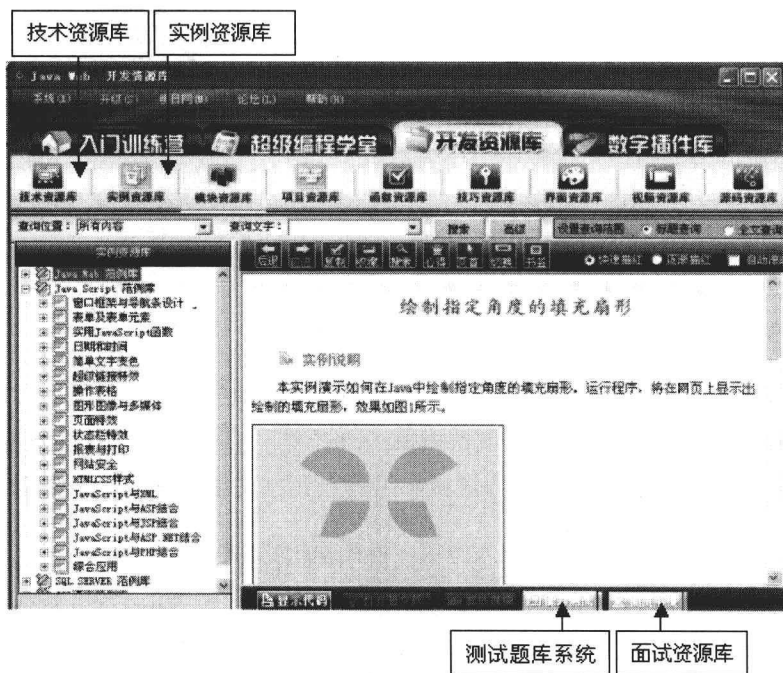 技术资源库 实例资源库
Java Web 开发资源库
入门训练营 超级编程学堂 开发资源库 数字插件库
技术资源库 实例资源库 模块资源库 项目资源库 函数资源库 技巧资源库 界面资源库 视频资源库 源码资源库
查询位置： 所有内容 查询文字： 搜索 高级 设置查询范围 标题查询 全文查询
实例资源库
Java Web 范例库
Java Script 范例库
窗口框架与导航条设计
表单及表单元素
实用JavaScript函数
日期和时间
简单文字变色
超级链接特效
操作表格
图形图像与多媒体
页面特效
状态栏特效
报表与打印
网站安全
HTMLCSS样式
JavaScript与XML
JavaScript与ASP结合
JavaScript与JSP结合
JavaScript与ASP.NET结合
JavaScript与PHP结合
综合应用
SQL SERVER 范例库
绘制指定角度的填充扇形
实例说明
本实例演示如何在Java中绘制指定角度的填充扇形，运行程序，将在网页上显示出
绘制的填充扇形，效果如图1所示。
显示代码
测试题库系统 面试资源库